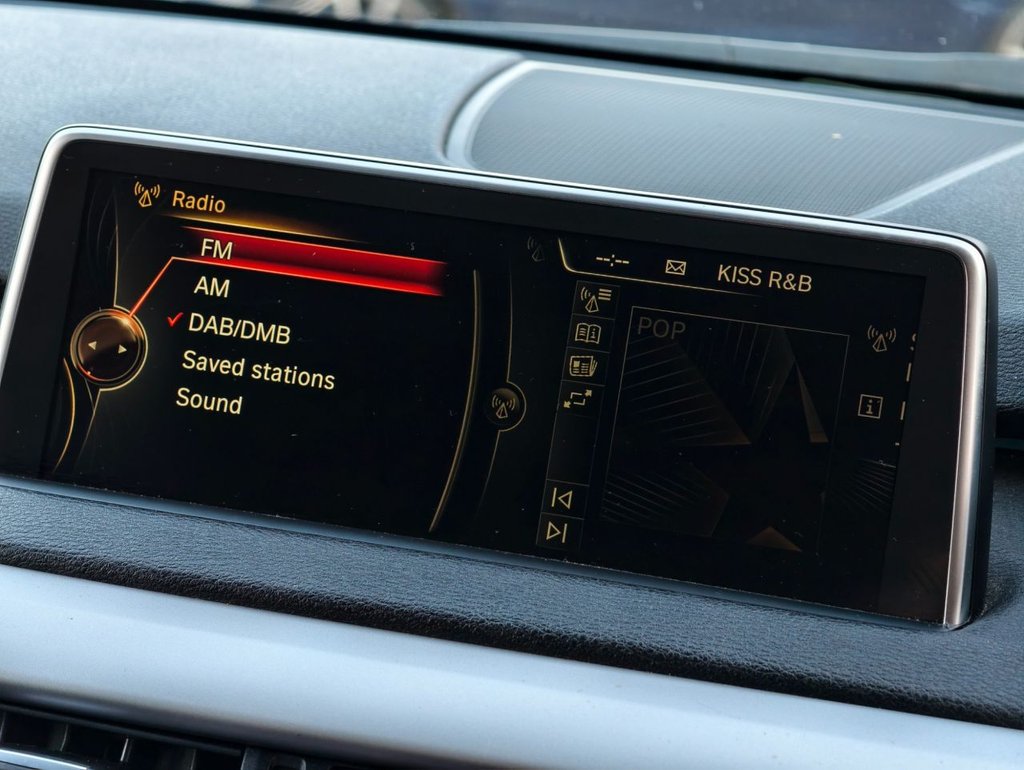 Radio
FM
AM
DAB/DMB
Saved stations
Sound
--:--
KISS R&B
POP
i